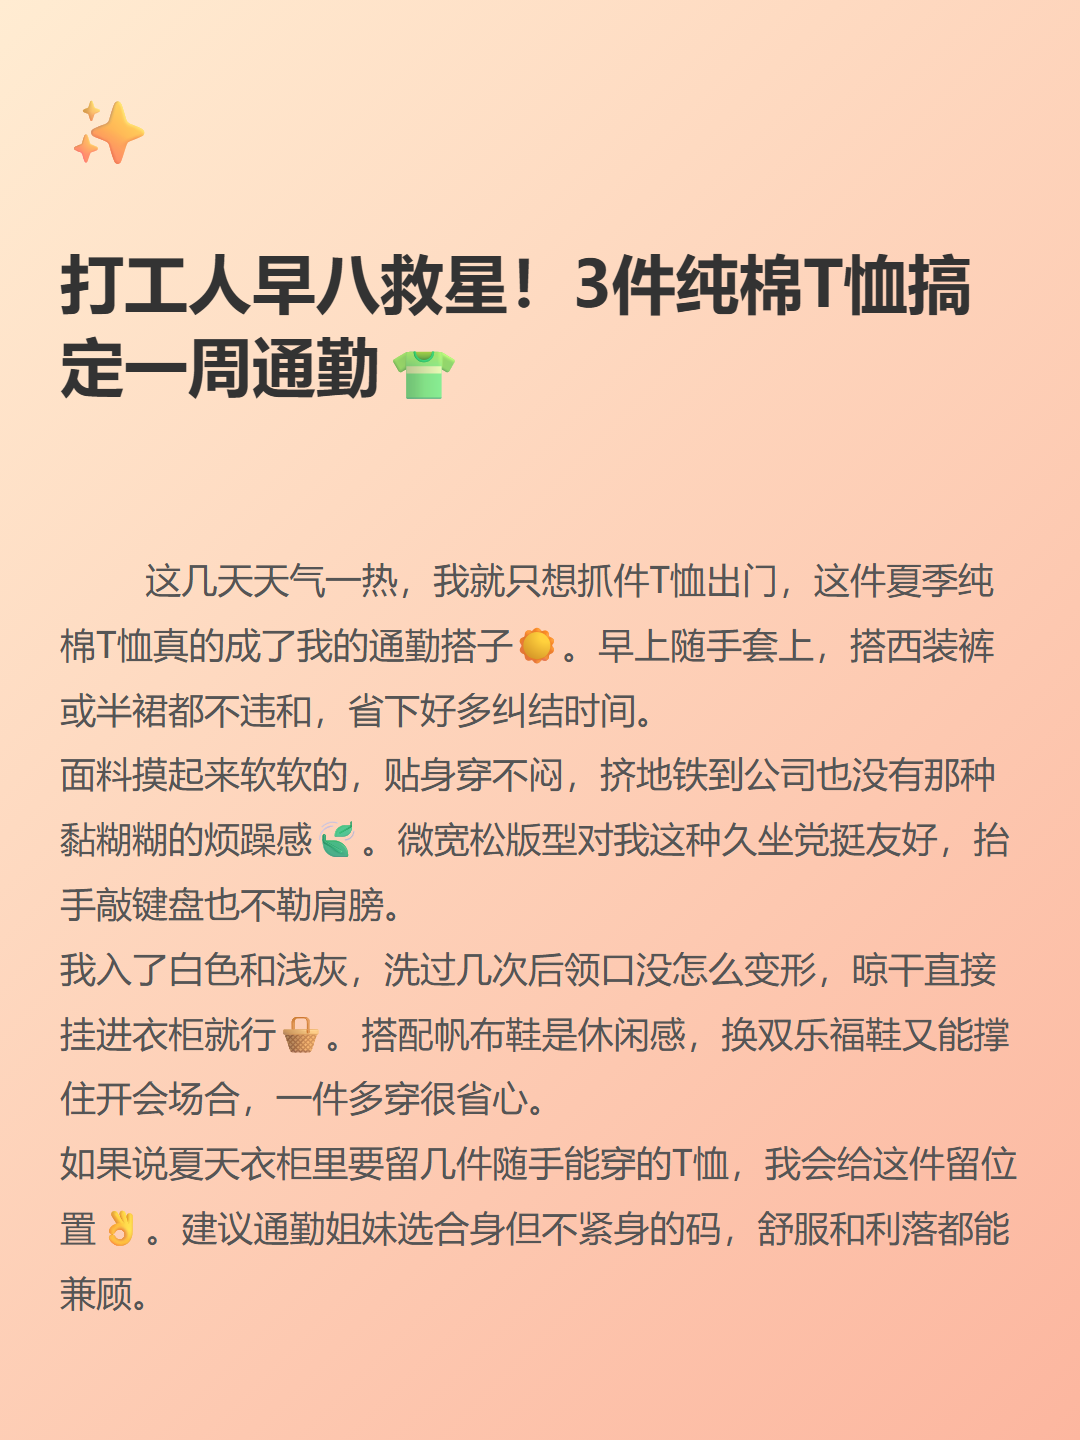 ✨
打工人早八救星！3件纯棉T恤搞
定一周通勤👕
这几天天气一热，我就只想抓件T恤出门，这件夏季纯
棉T恤真的成了我的通勤搭子☀️。早上随手套上，搭西装裤
或半裙都不违和，省下好多纠结时间。
面料摸起来软软的，贴身穿不闷，挤地铁到公司也没有那种
黏糊糊的烦躁感🍃。微宽松版型对我这种久坐党挺友好，抬
手敲键盘也不勒肩膀。
我入了白色和浅灰，洗过几次后领口没怎么变形，晾干直接
挂进衣柜就行🧺。搭配帆布鞋是休闲感，换双乐福鞋又能撑
住开会场合，一件多穿很省心。
如果说夏天衣柜里要留几件随手能穿的T恤，我会给这件留位
置👌。建议通勤姐妹选合身但不紧身的码，舒服和利落都能
兼顾。